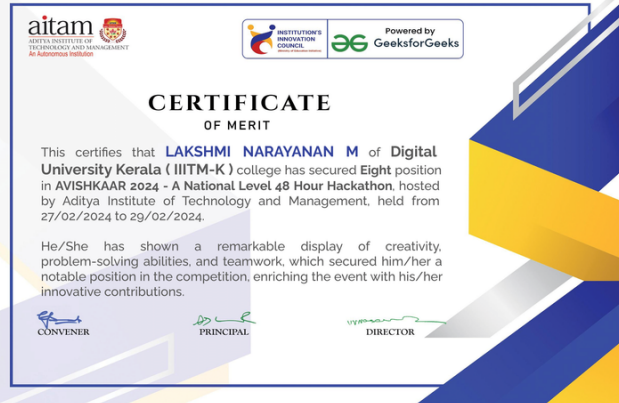 aitam
ADITYA INSTITUTE OF
TECHNOLOGY AND MANAGEMENT
An Autonomous Institution
INSTITUTION'S
INNOVATION
COUNCIL
(Ministry of Education Initiative)
Powered by
GeeksforGeeks
CERTIFICATE
OF MERIT
This certifies that LAKSHMI NARAYANAN M of Digital
University Kerala ( IIITM-K ) college has secured Eight position
in AVISHKAAR 2024 - A National Level 48 Hour Hackathon, hosted
by Aditya Institute of Technology and Management, held from
27/02/2024 to 29/02/2024.
He/She has shown a remarkable display of creativity,
problem-solving abilities, and teamwork, which secured him/her a
notable position in the competition, enriching the event with his/her
innovative contributions.
CONVENER PRINCIPAL DIRECTOR